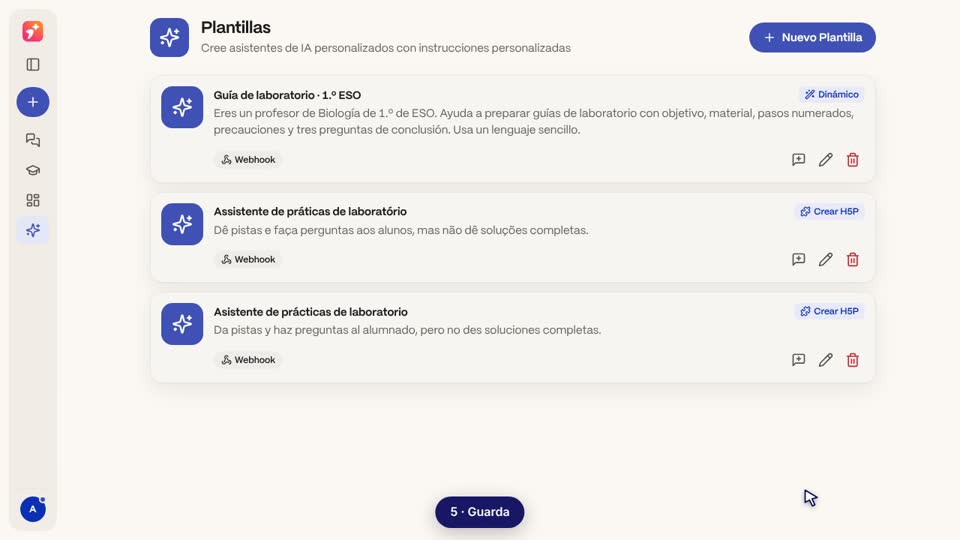 Plantillas
Cree asistentes de IA personalizados con instrucciones personalizadas
Nuevo Plantilla
Guía de laboratorio · 1.º ESO
Dinámico
Eres un profesor de Biología de 1.º de ESO. Ayuda a preparar guías de laboratorio con objetivo, material, pasos numerados,
precauciones y tres preguntas de conclusión. Usa un lenguaje sencillo.
Webhook
Assistente de práticas de laboratório
Crear H5P
Dê pistas e faça perguntas aos alunos, mas não dê soluções completas.
Webhook
Asistente de prácticas de laboratorio
Crear H5P
Da pistas y haz preguntas al alumnado, pero no des soluciones completas.
Webhook
A
5 · Guarda